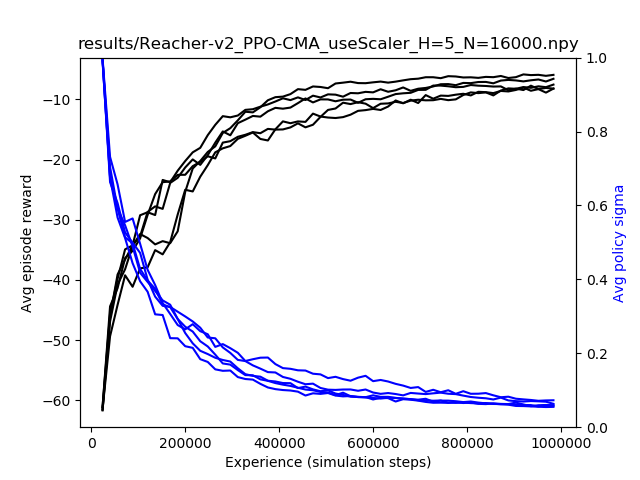 results/Reacher-v2_PPO-CMA_useScaler_H=5_N=16000.npy
−10
−20
−30
−40
−50
−60
Avg episode reward
1.0
0.8
0.6
0.4
0.2
0.0
Avg policy sigma
0 200000 400000 600000 800000 1000000
Experience (simulation steps)